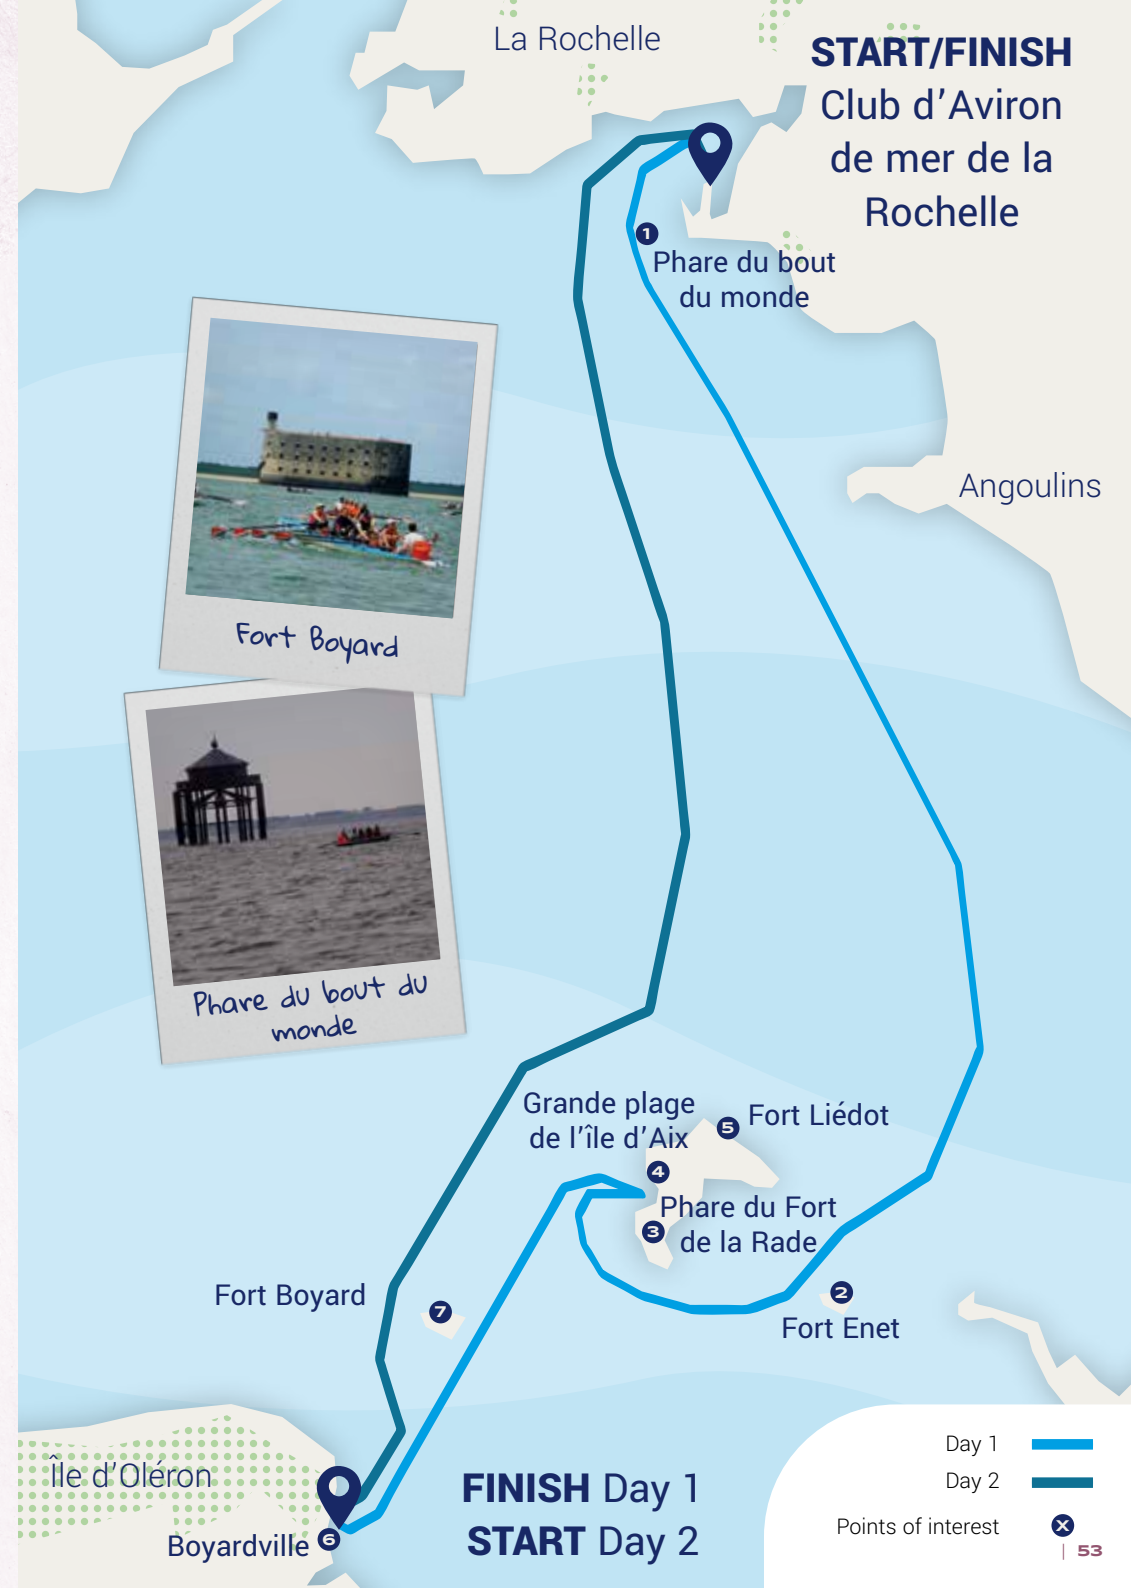 La Rochelle
START/FINISH
Club d’Aviron
de mer de la
Rochelle
1
Phare du bout
du monde
Angoulins
Fort Boyard
Phare du bout du
monde
Grande plage
de l’île d’Aix
5 Fort Liédot
4
Phare du Fort
de la Rade
3
Fort Boyard
7
2
Fort Enet
Île d’Oléron
Boyardville 6
FINISH Day 1
START Day 2
Day 1
Day 2
Points of interest X
| 53